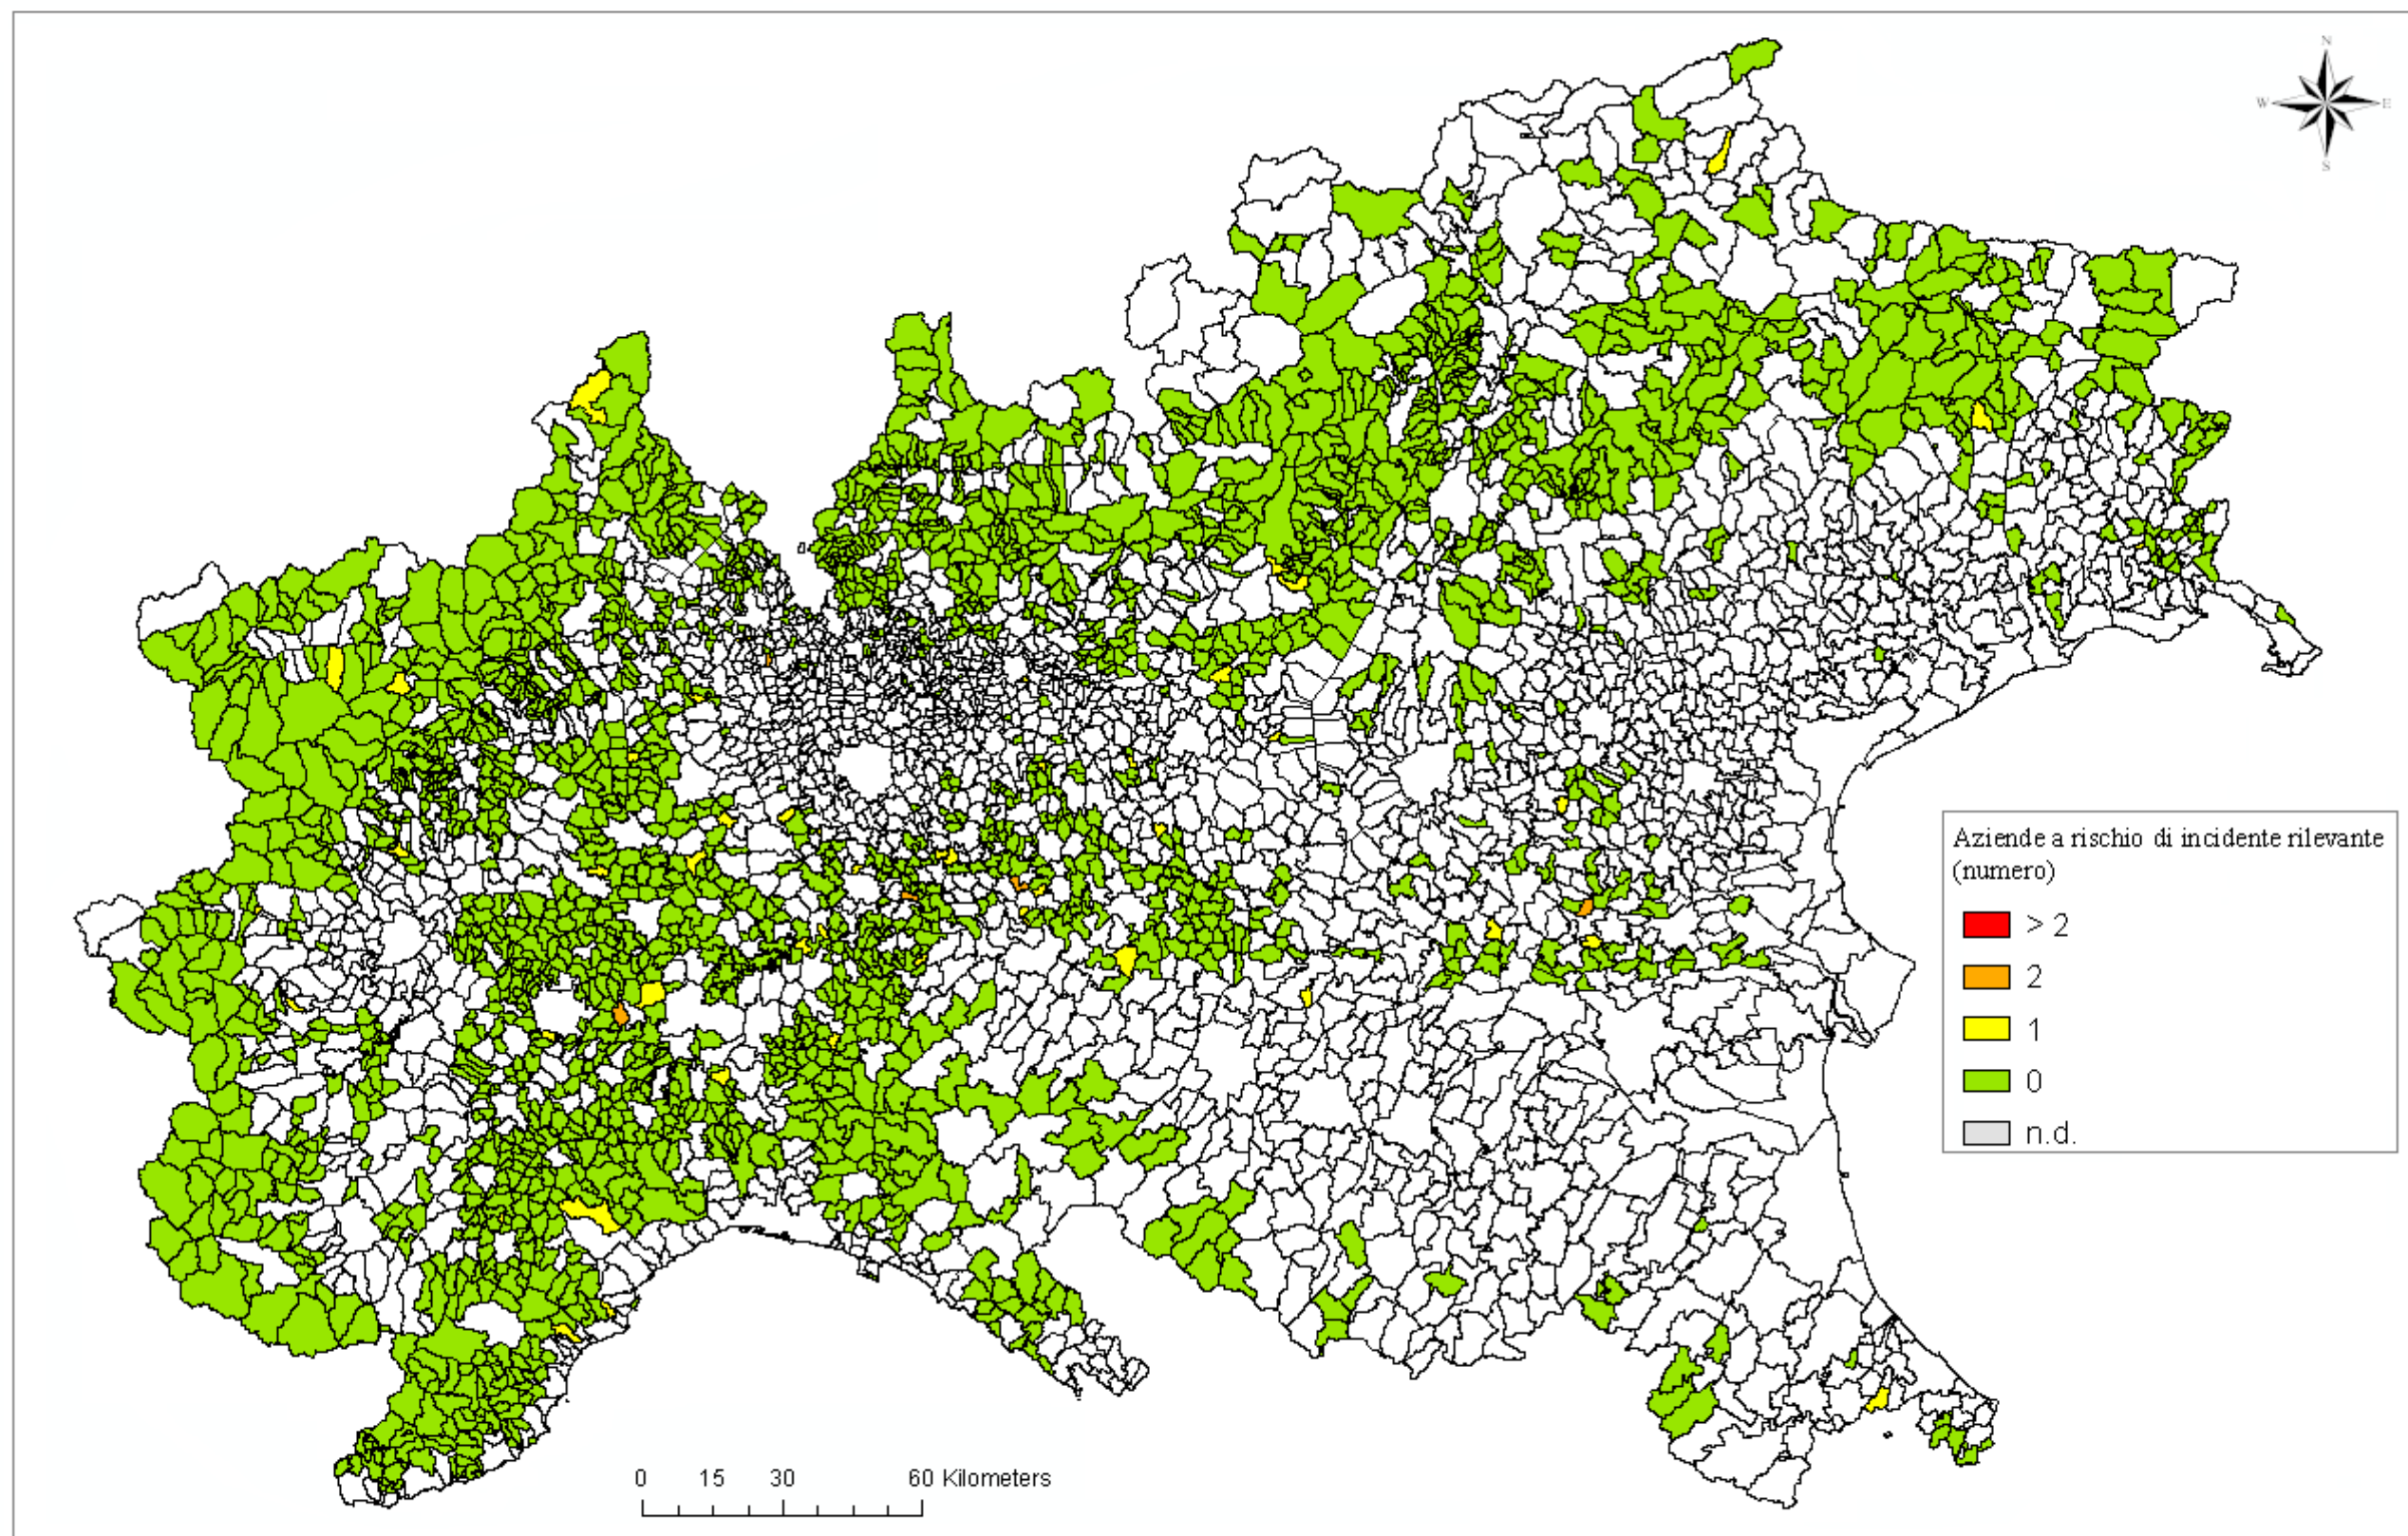 N
W E
S
Aziende a rischio di incidente rilevante
(numero)
> 2
2
1
0
n.d.
0 15 30 60 Kilometers